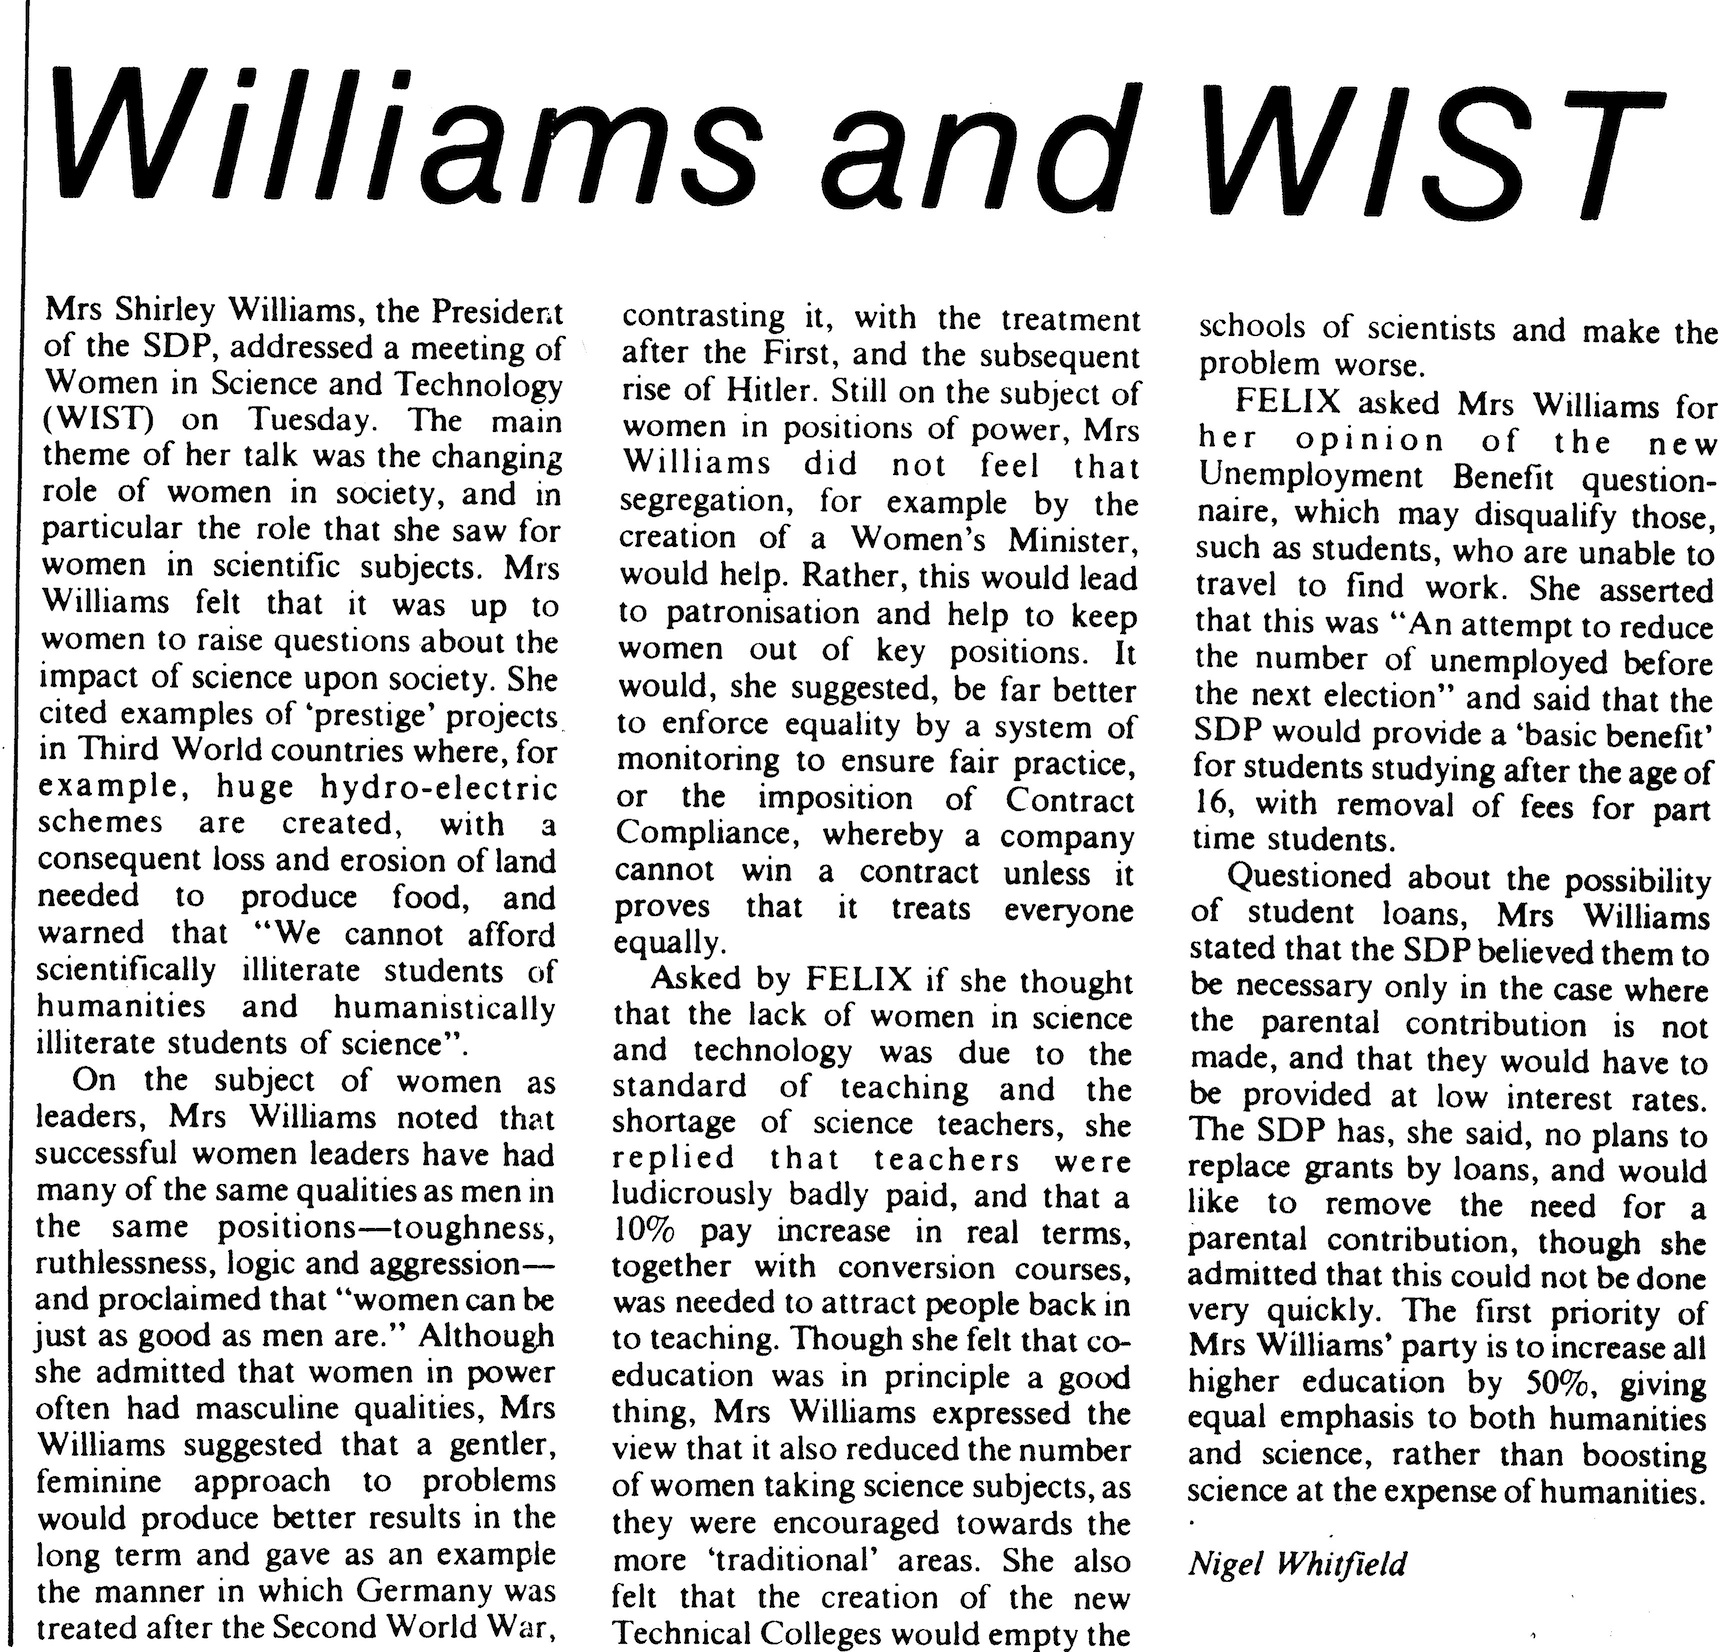 Williams and WIST
Mrs Shirley Williams, the President
of the SDP, addressed a meeting of
Women in Science and Technology
(WIST) on Tuesday. The main
theme of her talk was the changing
role of women in society, and in
particular the role that she saw for
women in scientific subjects. Mrs
Williams felt that it was up to
women to raise questions about the
impact of science upon society. She
cited examples of 'prestige' projects
in Third World countries where, for
example, huge hydro-electric
schemes are created, with a
consequent loss and erosion of land
needed to produce food, and
warned that “We cannot afford
scientifically illiterate students of
humanities and humanistically
illiterate students of science”.
On the subject of women as
leaders, Mrs Williams noted that
successful women leaders have had
many of the same qualities as men in
the same positions—toughness,
ruthlessness, logic and aggression—
and proclaimed that “women can be
just as good as men are.” Although
she admitted that women in power
often had masculine qualities, Mrs
Williams suggested that a gentler,
feminine approach to problems
would produce better results in the
long term and gave as an example
the manner in which Germany was
treated after the Second World War,
contrasting it, with the treatment
after the First, and the subsequent
rise of Hitler. Still on the subject of
women in positions of power, Mrs
Williams did not feel that
segregation, for example by the
creation of a Women's Minister,
would help. Rather, this would lead
to patronisation and help to keep
women out of key positions. It
would, she suggested, be far better
to enforce equality by a system of
monitoring to ensure fair practice,
or the imposition of Contract
Compliance, whereby a company
cannot win a contract unless it
proves that it treats everyone
equally.
Asked by FELIX if she thought
that the lack of women in science
and technology was due to the
standard of teaching and the
shortage of science teachers, she
replied that teachers were
ludicrously badly paid, and that a
10% pay increase in real terms,
together with conversion courses,
was needed to attract people back in
to teaching. Though she felt that co-
education was in principle a good
thing, Mrs Williams expressed the
view that it also reduced the number
of women taking science subjects, as
they were encouraged towards the
more 'traditional' areas. She also
felt that the creation of the new
Technical Colleges would empty the
schools of scientists and make the
problem worse.
FELIX asked Mrs Williams for
her opinion of the new
Unemployment Benefit question-
naire, which may disqualify those,
such as students, who are unable to
travel to find work. She asserted
that this was “An attempt to reduce
the number of unemployed before
the next election” and said that the
SDP would provide a 'basic benefit'
for students studying after the age of
16, with removal of fees for part
time students.
Questioned about the possibility
of student loans, Mrs Williams
stated that the SDP believed them to
be necessary only in the case where
the parental contribution is not
made, and that they would have to
be provided at low interest rates.
The SDP has, she said, no plans to
replace grants by loans, and would
like to remove the need for a
parental contribution, though she
admitted that this could not be done
very quickly. The first priority of
Mrs Williams' party is to increase all
higher education by 50%, giving
equal emphasis to both humanities
and science, rather than boosting
science at the expense of humanities.
Nigel Whitfield